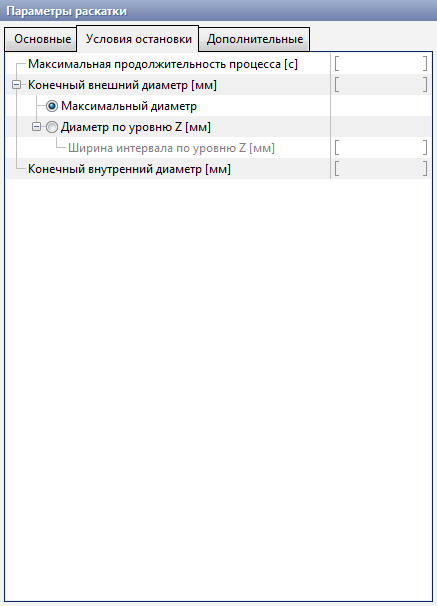 Параметры раскатки
Основные Условия остановки Дополнительные
Максимальная продолжительность процесса [с] [ ]
Конечный внешний диаметр [мм] [ ]
Максимальный диаметр
Диаметр по уровню Z [мм]
Ширина интервала по уровню Z [мм] [ ]
Конечный внутренний диаметр [мм] [ ]